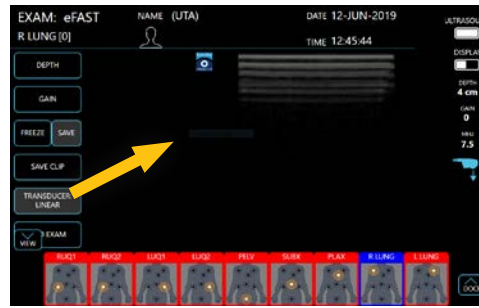 EXAM: eFAST NAME (UTA) DATE 12-JUN-2019
R LUNG [0] TIME 12:45:44
ULTRASOU
DISPLAY
DEPTH
4 cm
GAIN
0
MHz
7.5
DEPTH
GAIN
FREEZE SAVE
SAVE CLIP
TRANSDUCER
LINEAR
EXAM
VIEW
RUQ1 RUQ2 LUQ1 LUQ2 PELV SUBX PLAX R LUNG L LUNG